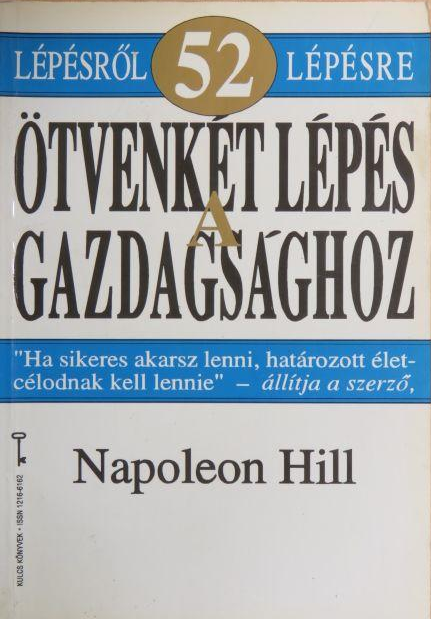 LÉPÉSRŐL 52 LÉPÉSRE
ÖTVENKÉT LÉPÉS
A
GAZDAGSÁGHOZ
"Ha sikeres akarsz lenni, határozott élet-
célodnak kell lennie" – állítja a szerző,
Napoleon Hill
KULCS KÖNYVEK • ISSN 1216-6162